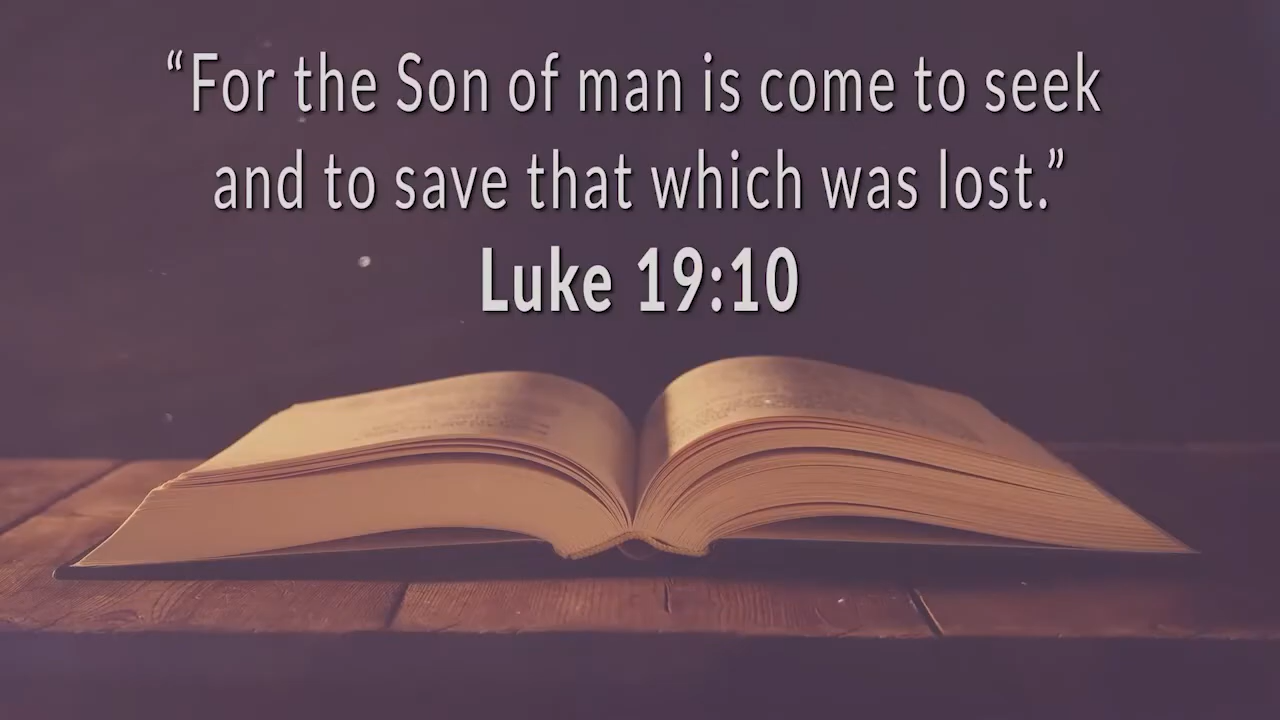 “For the Son of man is come to seek
and to save that which was lost.”
Luke 19:10